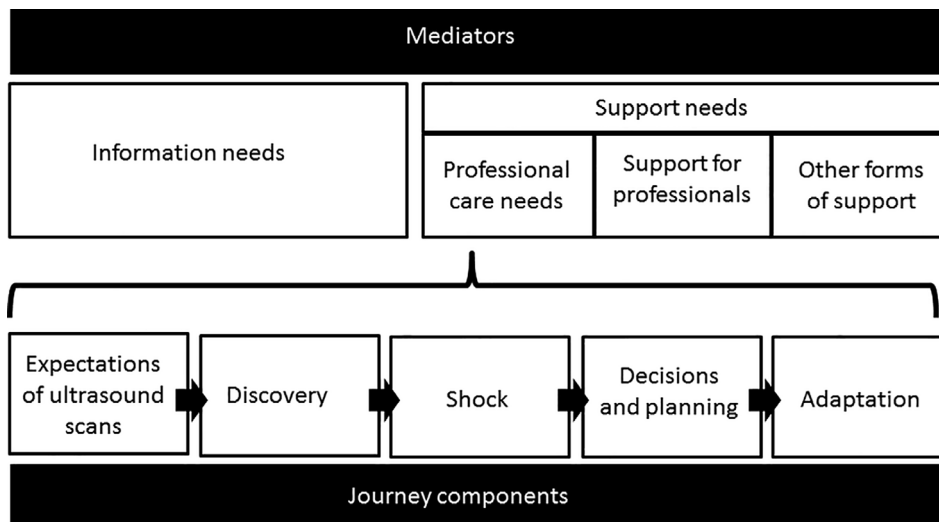 Mediators
Information needs
Support needs
Professional
care needs
Support for
professionals
Other forms
of support
Expectations
of ultrasound
scans
Discovery
Shock
Decisions
and planning
Adaptation
Journey components